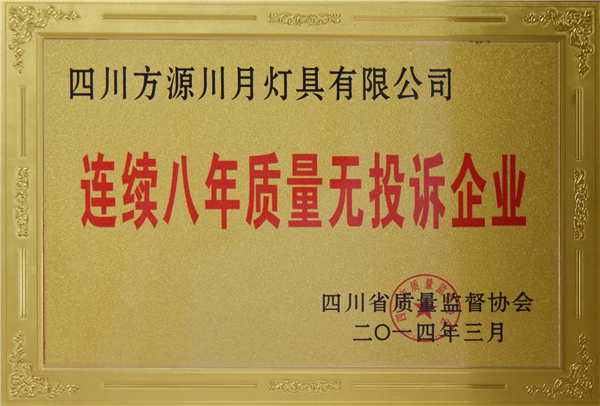 四川方源川月灯具有限公司
连续八年质量无投诉企业
四川省质量监督协会
二〇一四年三月